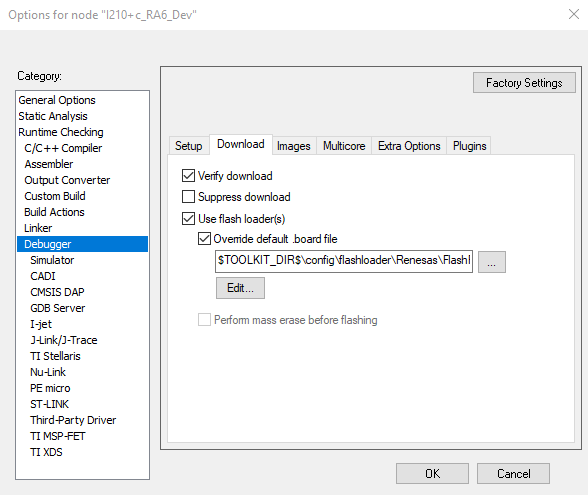 Options for node "I210+c_RA6_Dev"
Category:
General Options
Static Analysis
Runtime Checking
C/C++ Compiler
Assembler
Output Converter
Custom Build
Build Actions
Linker
Debugger
Simulator
CADI
CMSIS DAP
GDB Server
I-jet
J-Link/J-Trace
TI Stellaris
Nu-Link
PE micro
ST-LINK
Third-Party Driver
TI MSP-FET
TI XDS
Factory Settings
Setup Download Images Multicore Extra Options Plugins
Verify download
Suppress download
Use flash loader(s)
Override default .board file
$TOOLKIT_DIR$\config\flashloader\Renesas\Flash
...
Edit...
Perform mass erase before flashing
OK Cancel